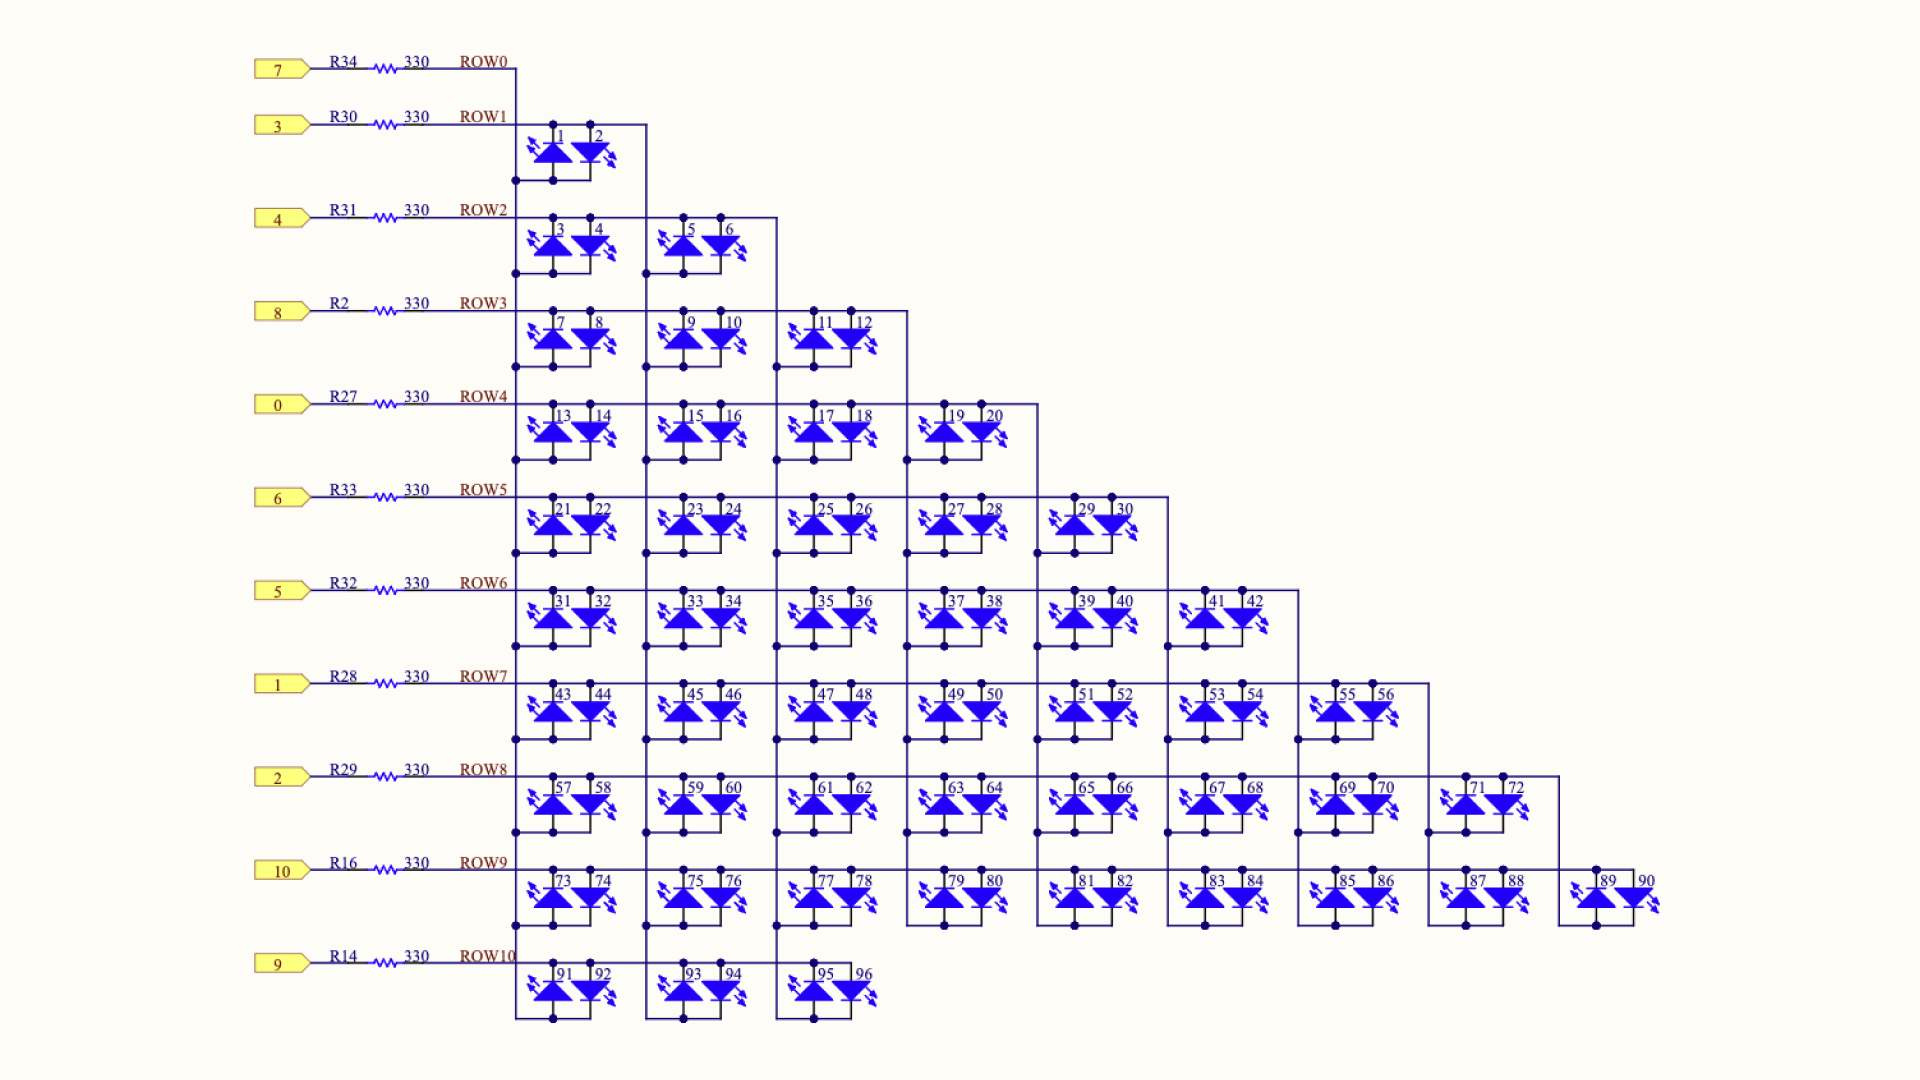 7 R34 330 ROW0
3 R30 330 ROW1
1 2
4 R31 330 ROW2
3 4 5 6
8 R2 330 ROW3
7 8 9 10 11 12
0 R27 330 ROW4
13 14 15 16 17 18 19 20
6 R33 330 ROW5
21 22 23 24 25 26 27 28 29 30
5 R32 330 ROW6
31 32 33 34 35 36 37 38 39 40 41 42
1 R28 330 ROW7
43 44 45 46 47 48 49 50 51 52 53 54 55 56
2 R29 330 ROW8
57 58 59 60 61 62 63 64 65 66 67 68 69 70 71 72
10 R16 330 ROW9
73 74 75 76 77 78 79 80 81 82 83 84 85 86 87 88 89 90
9 R14 330 ROW10
91 92 93 94 95 96